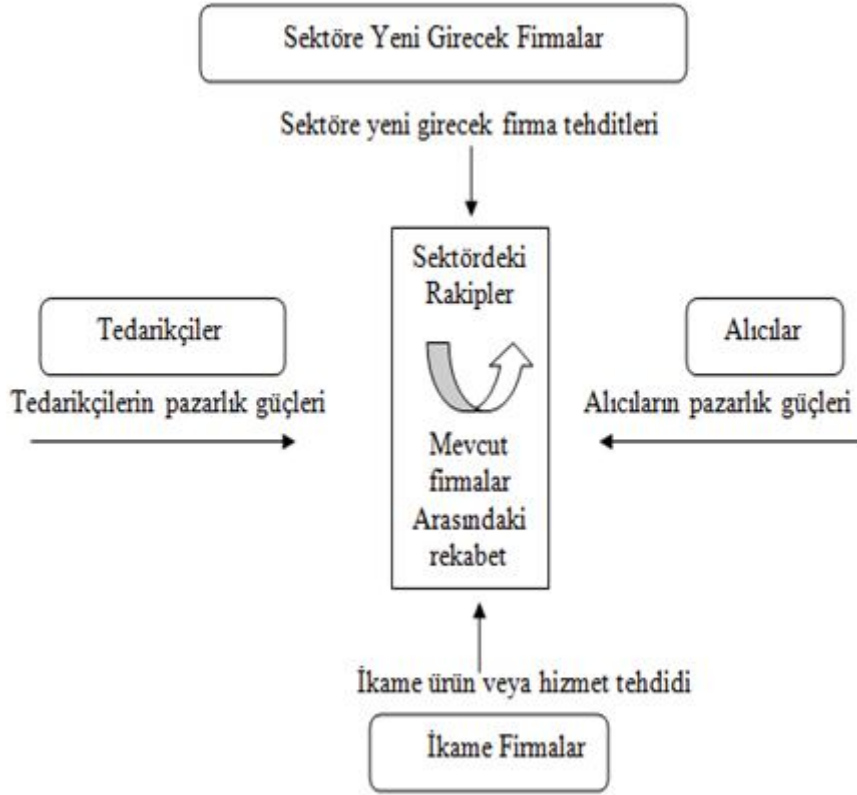 Sektöre Yeni Girecek Firmalar
Sektöre yeni girecek firma tehditleri
Sektördeki
Rakipler
Tedarikçiler
Alıcılar
Tedarikçilerin pazarlık güçleri
Alıcıların pazarlık güçleri
Mevcut
firmalar
Arasındaki
rekabet
İkame ürün veya hizmet tehdidi
İkame Firmalar